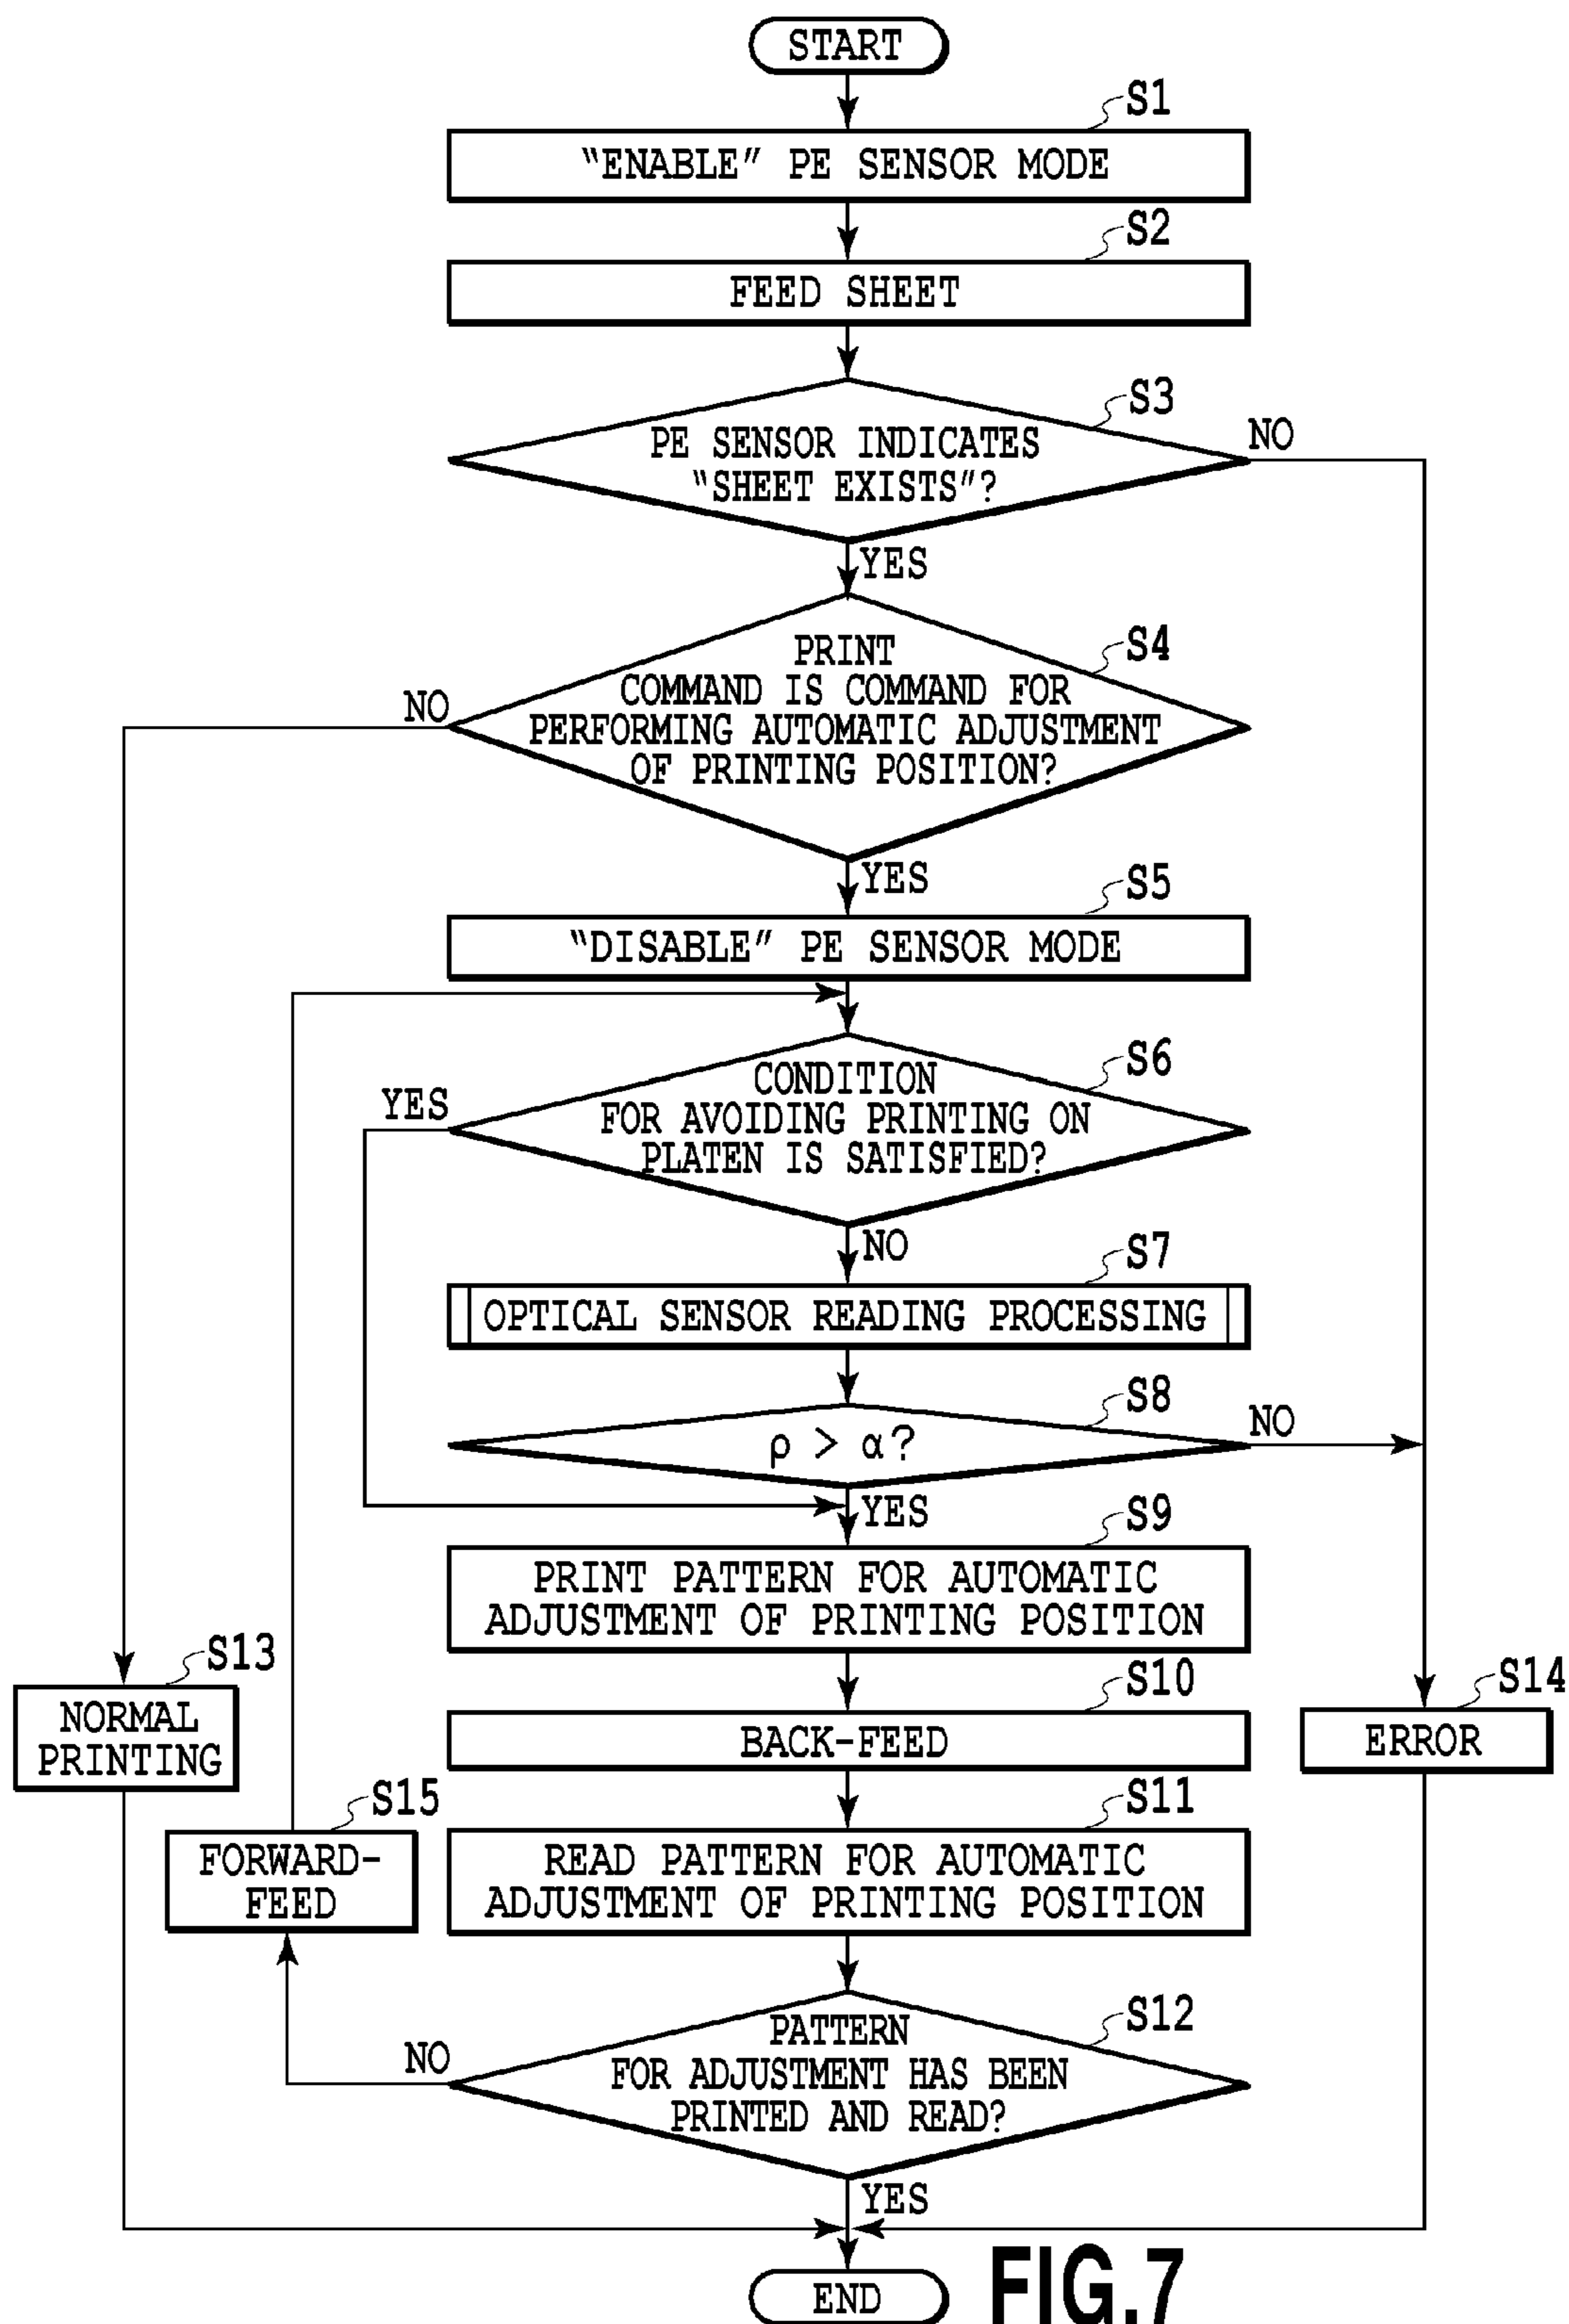 START
S1
“ENABLE” PE SENSOR MODE
S2
FEED SHEET
S3
PE SENSOR INDICATES
“SHEET EXISTS”?
NO
YES
S4
PRINT
COMMAND IS COMMAND FOR
PERFORMING AUTOMATIC ADJUSTMENT
OF PRINTING POSITION?
NO
YES
S5
“DISABLE” PE SENSOR MODE
S6
CONDITION
FOR AVOIDING PRINTING ON
PLATEN IS SATISFIED?
YES
NO
S7
OPTICAL SENSOR READING PROCESSING
S8
ρ > α?
NO
YES
S9
PRINT PATTERN FOR AUTOMATIC
ADJUSTMENT OF PRINTING POSITION
S13
NORMAL
PRINTING
S10
BACK-FEED
S14
ERROR
S15
FORWARD-
FEED
S11
READ PATTERN FOR AUTOMATIC
ADJUSTMENT OF PRINTING POSITION
S12
PATTERN
FOR ADJUSTMENT HAS BEEN
PRINTED AND READ?
NO
YES
END
FIG.7